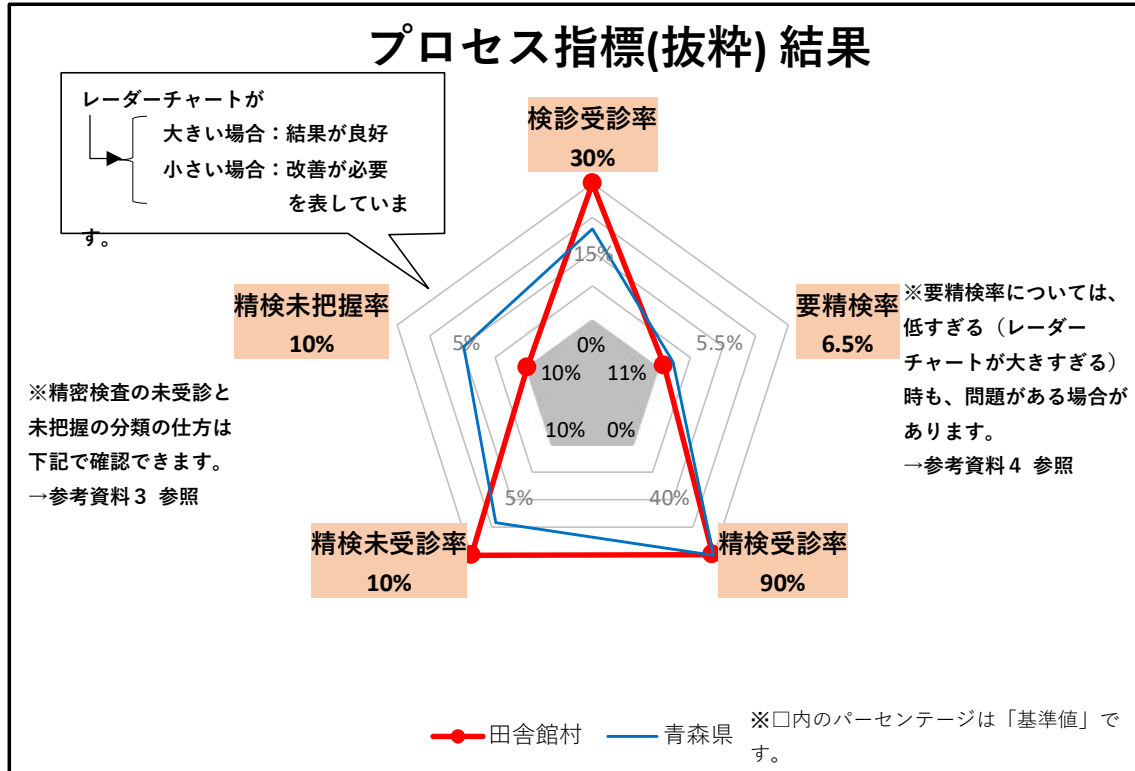 プロセス指標(抜粋) 結果
レーダーチャートが
大きい場合：結果が良好
小さい場合：改善が必要
を表していま
す。
検診受診率
30%
15%
0%
要精検率
6.5%
5.5%
11%
※要精検率については、
低すぎる（レーダー
チャートが大きすぎる）
時も、問題がある場合が
あります。
→参考資料４ 参照
精検未把握率
10%
5%
10%
※精密検査の未受診と
未把握の分類の仕方は
下記で確認できます。
→参考資料３ 参照
10%
0%
5%
40%
精検未受診率
10%
精検受診率
90%
田舎館村
青森県
※□内のパーセンテージは「基準値」で
す。